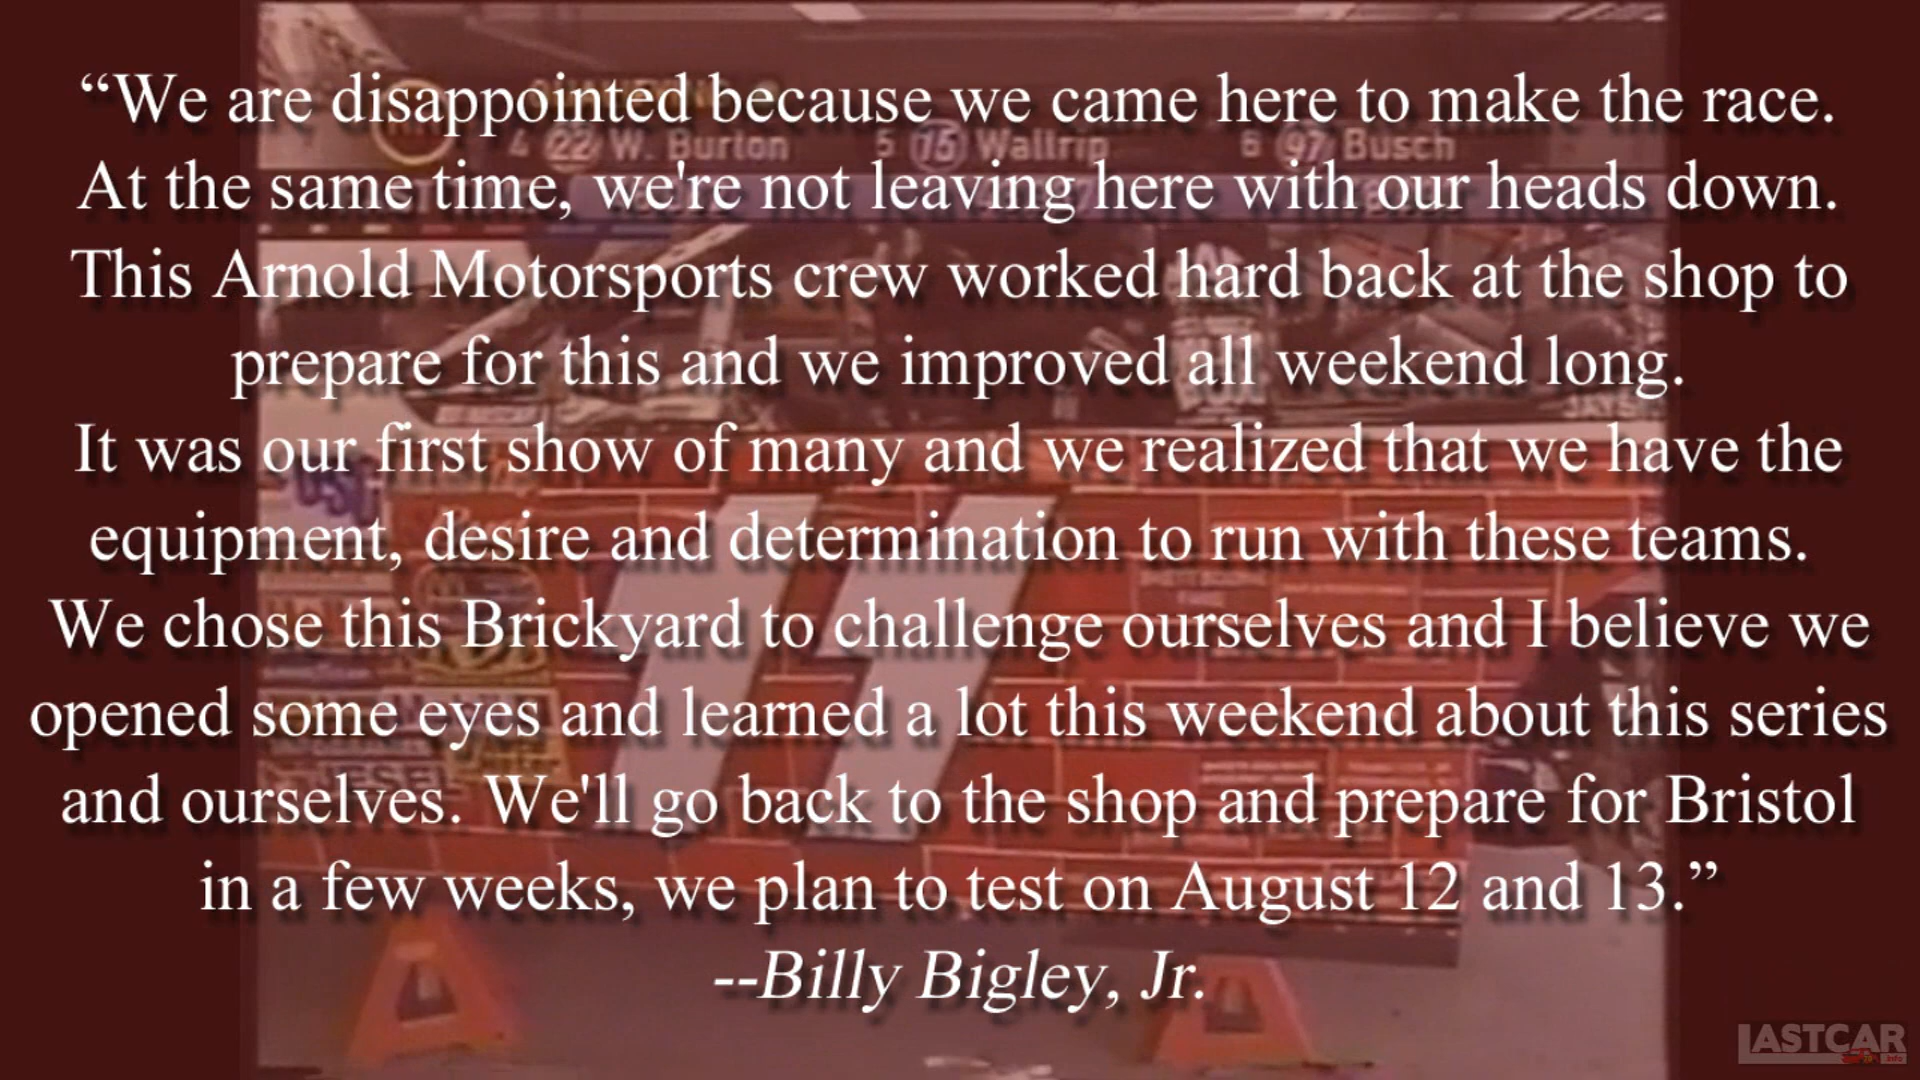 “We are disappointed because we came here to make the race.
At the same time, we're not leaving here with our heads down.
This Arnold Motorsports crew worked hard back at the shop to
prepare for this and we improved all weekend long.
It was our first show of many and we realized that we have the
equipment, desire and determination to run with these teams.
We chose this Brickyard to challenge ourselves and I believe we
opened some eyes and learned a lot this weekend about this series
and ourselves. We'll go back to the shop and prepare for Bristol
in a few weeks, we plan to test on August 12 and 13.”
--Billy Bigley, Jr.
4 22 W. Burton 5 15 Waltrip 6 97 Busch
11
LASTCAR
.info